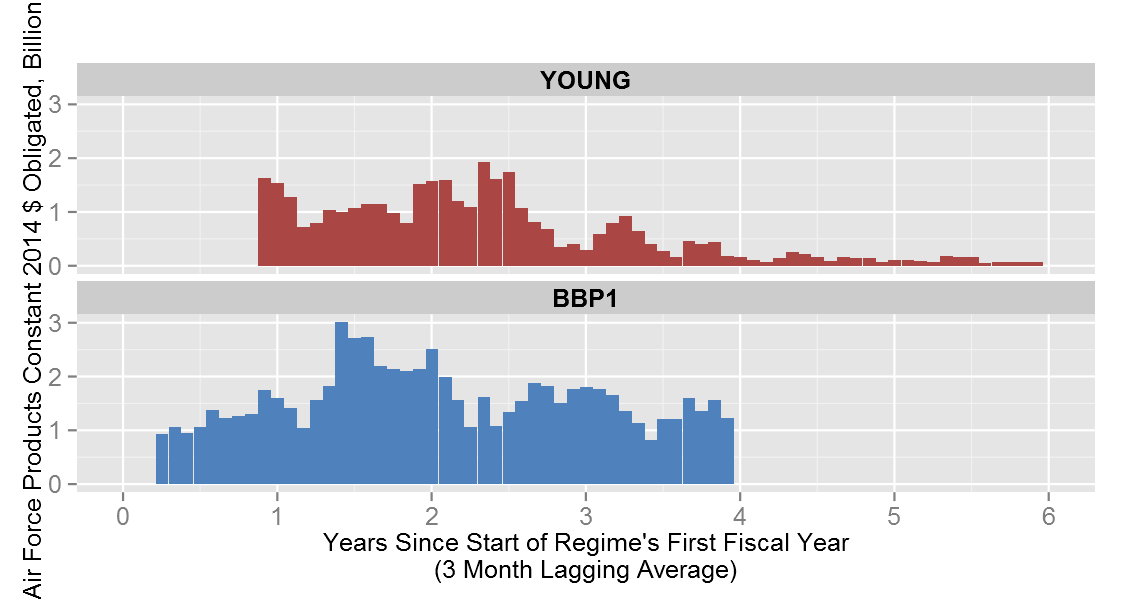 Air Force Products Constant 2014 $ Obligated, Billion
YOUNG
3
2
1
0
BBP1
3
2
1
0
0 1 2 3 4 5 6
Years Since Start of Regime's First Fiscal Year
(3 Month Lagging Average)